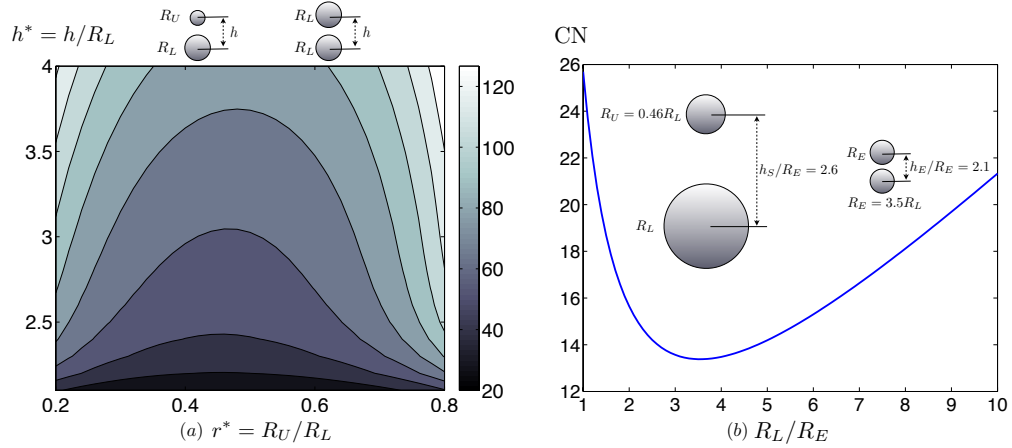 h* = h/R_L
R_U
h
R_L
R_L
h
R_L
4
3.5
3
2.5
0.2
0.4
0.6
0.8
120
100
80
60
40
20
(a) r* = R_U/R_L
CN
26
24
22
20
18
16
14
12
1
2
3
4
5
6
7
8
9
10
R_U = 0.46R_L
h_S/R_E = 2.6
R_L
R_E
h_E/R_E = 2.1
R_E = 3.5R_L
(b) R_L/R_E